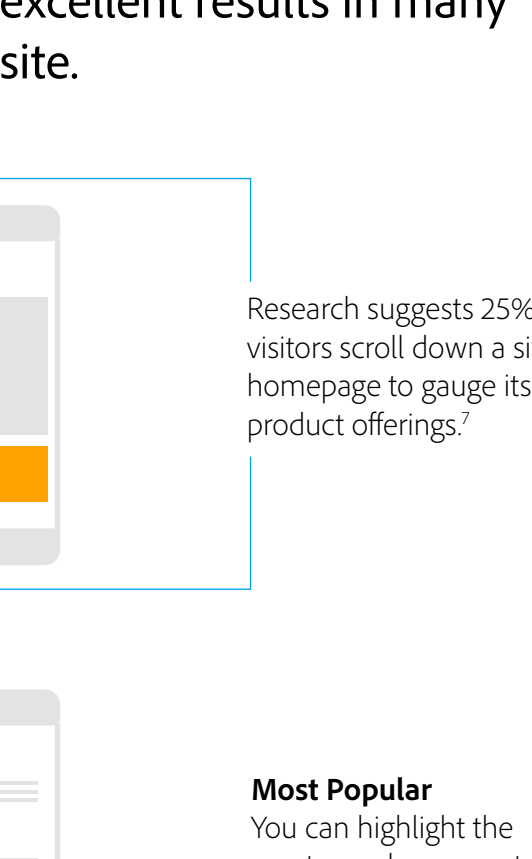 excellent results in many
site.
Research suggests 25%
visitors scroll down a si
homepage to gauge its
product offerings.7
Most Popular
You can highlight the